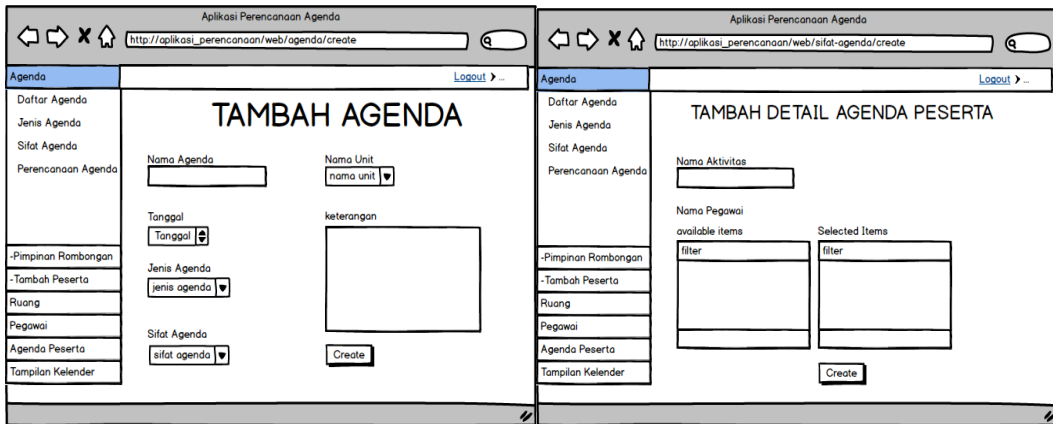 Aplikasi Perencanaan Agenda
http://aplikasi_perencanaan/web/agenda/create
Agenda
Logout ...
Daftar Agenda
Jenis Agenda
Sifat Agenda
Perencanaan Agenda
-Pimpinan Rombongan
-Tambah Peserta
Ruang
Pegawai
Agenda Peserta
Tampilan Kelender
TAMBAH AGENDA
Nama Agenda
Nama Unit
nama unit
Tanggal
Tanggal
keterangan
Jenis Agenda
jenis agenda
Sifat Agenda
sifat agenda
Create
Aplikasi Perencanaan Agenda
http://aplikasi_perencanaan/web/sifat-agenda/create
Agenda
Logout ...
Daftar Agenda
Jenis Agenda
Sifat Agenda
Perencanaan Agenda
-Pimpinan Rombongan
-Tambah Peserta
Ruang
Pegawai
Agenda Peserta
Tampilan Kelender
TAMBAH DETAIL AGENDA PESERTA
Nama Aktivitas
Nama Pegawai
available items
Selected Items
filter
filter
Create